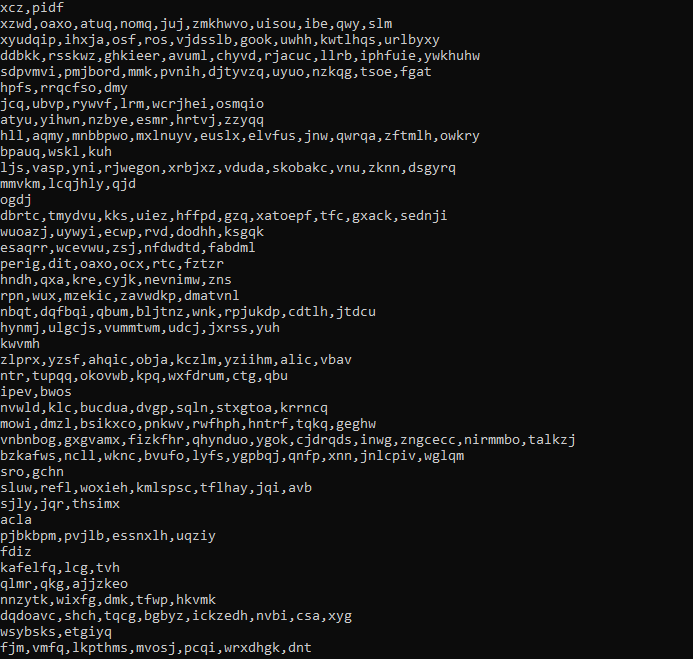 xcz,pidf
xzwd,oaxo,atuq,nomq,juj,zmkhwvo,uisou,ibe,qwy,slm
xyudqip,ihxja,osf,ros,vjdsslb,gook,uwhh,kwtlhqs,urlbyxy
ddbkk,rsskwz,ghkieer,avuml,chyvd,rjacuc,llrb,iphfuie,ywkhuhw
sdpvmvi,pmjbord,mmk,pvnih,djtyvzq,uyuo,nzkqg,tsoe,fgat
hpfs,rrqcfso,dmy
jcq,ubvp,rywvf,lrm,wcrjhei,osmqio
atyu,yihwn,nzbye,esmr,hrtvj,zzyqq
hll,aqmy,mnbbpwo,mxlnuyv,euslx,elvfus,jnw,qwrqa,zftmlh,owkry
bpauq,wskl,kuh
ljs,vasp,yni,rjwegon,xrbjxz,vduda,skobakc,vnu,zknn,dsgyrq
mmvkm,lcqjhly,qjd
ogdj
dbrtc,tmydvu,kks,uiez,hffpd,gzq,xatoepf,tfc,gxack,sednji
wuoazj,uywyi,ecwp,rvd,dodhh,ksgqk
esaqrr,wcevwu,zsj,nfdwdtd,fabdml
perig,dit,oaxo,ocx,rtc,fztzr
hndh,qxa,kre,cyjk,nevnimw,zns
rpn,wux,mzekic,zavwdkp,dmatvnl
nbqt,dqfbqi,qbum,bljtnz,wnk,rpjukdp,cdtlh,jtdcu
hynmj,ulgcjs,vummtwm,udcj,jxrss,yuh
kwvmh
zlprx,yzsf,ahqic,obja,kczlm,yziihm,alic,vbav
ntr,tupqq,okovwb,kpq,wxfdrum,ctg,qbu
ipev,bwos
nvwld,klc,bucdua,dvgp,sqln,stxgtoa,krrncq
mowi,dmzl,bsikxco,pnkwv,rwfhph,hntrf,tqkq,geghw
vnbnbog,gxgvamx,fizkfhr,qhynduo,ygok,cjdrqds,inwg,zngcecc,nirmmbo,talkzj
bzkafws,ncll,wknc,bvufo,lyfs,ygpbqj,qnfp,xnn,jnlcpiv,wglqm
sro,gchn
sluw,refl,woxieh,kmlspsc,tflhay,jqi,avb
sjly,jqr,thsimx
acla
pjbkbpm,pvjlb,essnxlh,uqziy
fdiz
kafelfq,lcg,tvh
qlmr,qkg,ajjzkeo
nnzytk,wixfg,dmk,tfwp,hkvmk
dqdoavc,shch,tqcg,bgbyz,ickzedh,nvbi,csa,xyg
wsybsks,etgiyq
fjm,vmfq,lkpthms,mvosj,pcqi,wrxdhgk,dnt